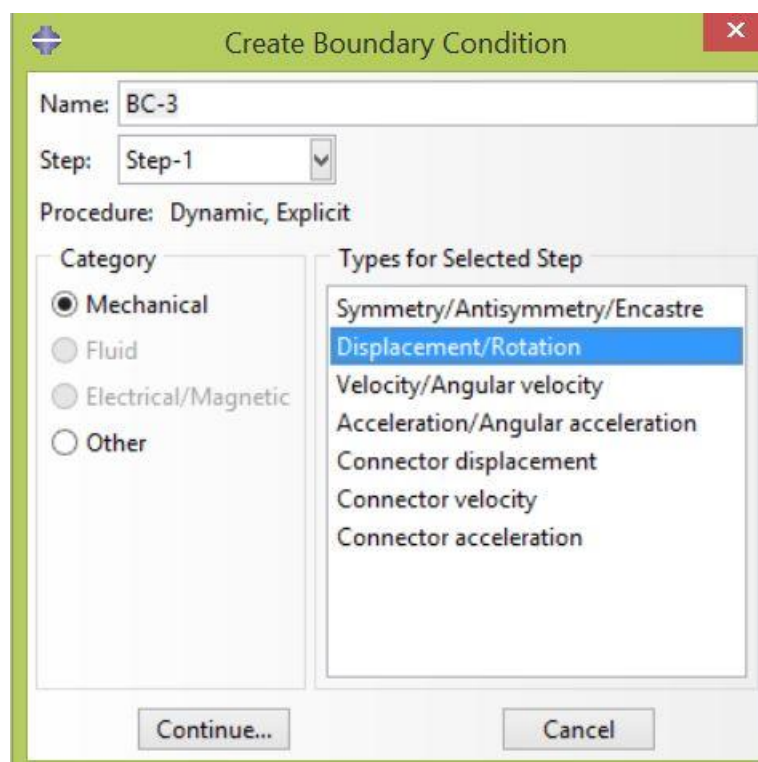 Create Boundary Condition
Name: BC-3
Step: Step-1
Procedure: Dynamic, Explicit
Category
Mechanical
Fluid
Electrical/Magnetic
Other
Types for Selected Step
Symmetry/Antisymmetry/Encastre
Displacement/Rotation
Velocity/Angular velocity
Acceleration/Angular acceleration
Connector displacement
Connector velocity
Connector acceleration
Continue... Cancel